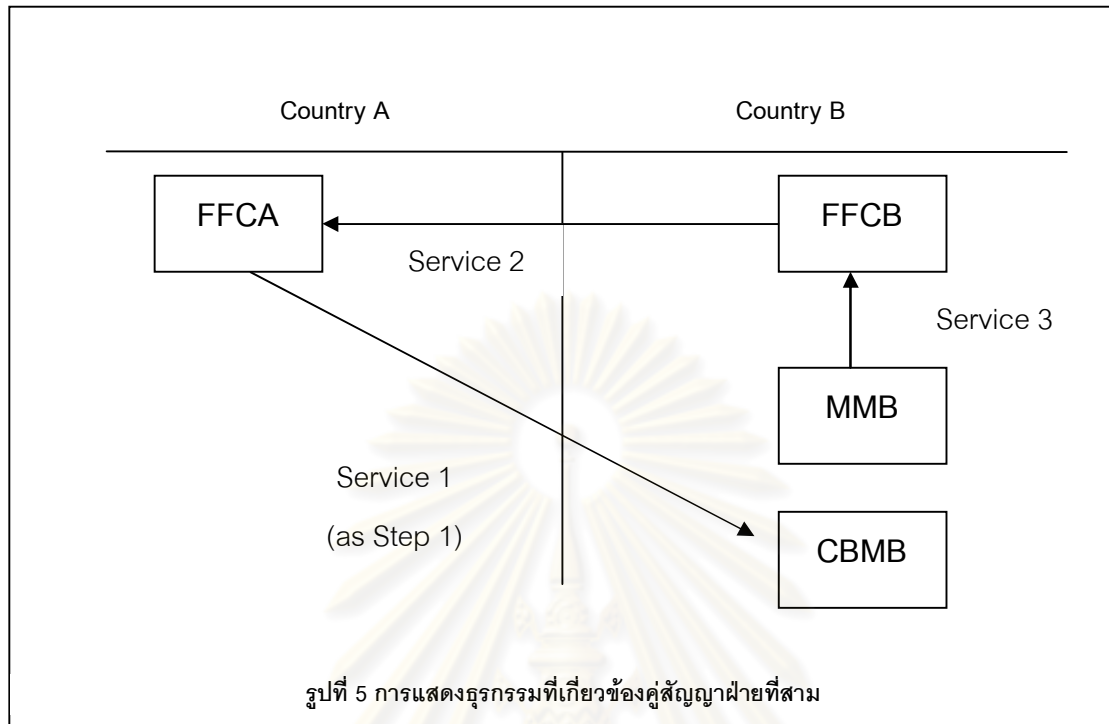 Country A
Country B
FFCA
FFCB
Service 2
Service 3
MMB
Service 1
(as Step 1)
CBMB
รูปที่ 5 การแสดงธุรกรรมที่เกี่ยวข้องคู่สัญญาฝ่ายที่สาม